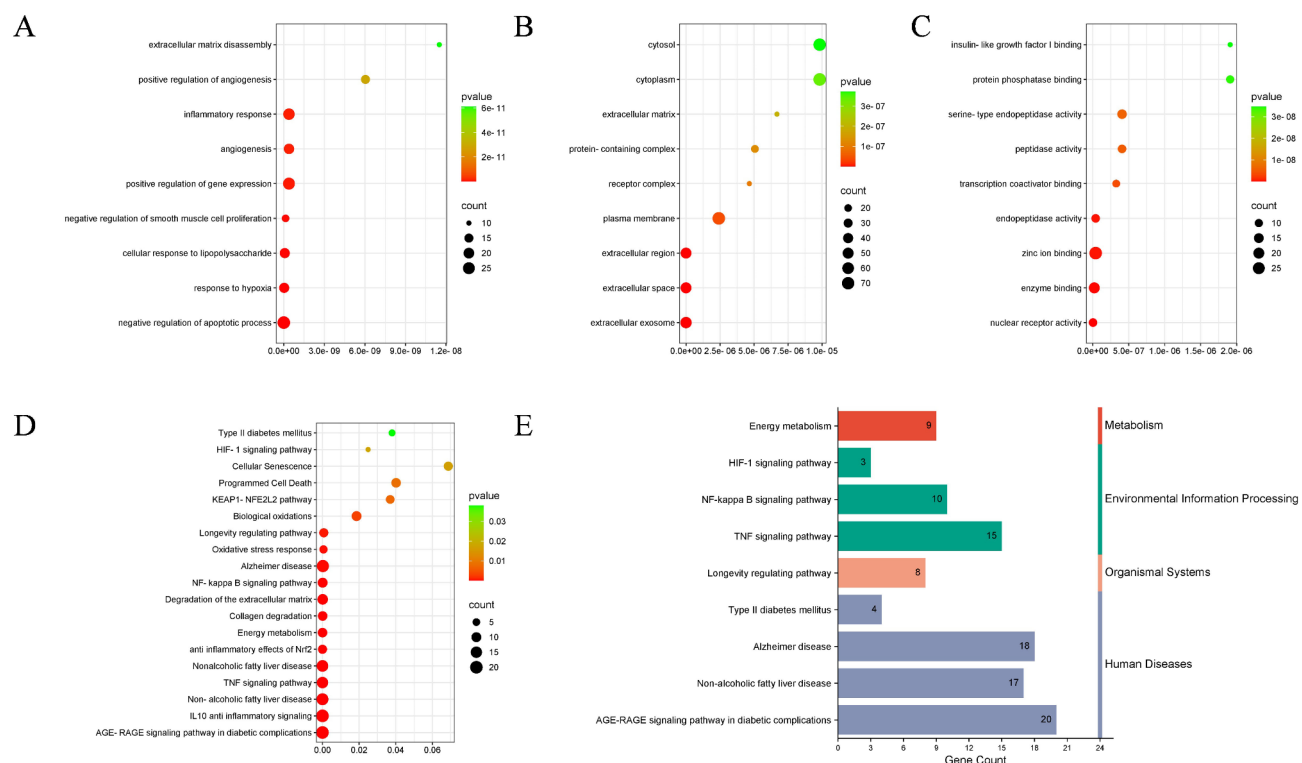 A
extracellular matrix disassembly
positive regulation of angiogenesis
inflammatory response
angiogenesis
positive regulation of gene expression
negative regulation of smooth muscle cell proliferation
cellular response to lipopolysaccharide
response to hypoxia
negative regulation of apoptotic process
0.0e+00 3.0e- 09 6.0e- 09 9.0e- 09 1.2e- 08
pvalue
6e- 11
4e- 11
2e- 11
count
10
15
20
25
B
cytosol
cytoplasm
extracellular matrix
protein- containing complex
receptor complex
plasma membrane
extracellular region
extracellular space
extracellular exosome
0.0e+00 2.5e- 06 5.0e- 06 7.5e- 06 1.0e- 05
pvalue
3e- 07
2e- 07
1e- 07
count
20
30
40
50
60
70
C
insulin- like growth factor I binding
protein phosphatase binding
serine- type endopeptidase activity
peptidase activity
transcription coactivator binding
endopeptidase activity
zinc ion binding
enzyme binding
nuclear receptor activity
0.0e+00 5.0e- 07 1.0e- 06 1.5e- 06 2.0e- 06
pvalue
3e- 08
2e- 08
1e- 08
count
10
15
20
25
D
Type II diabetes mellitus
HIF- 1 signaling pathway
Cellular Senescence
Programmed Cell Death
KEAP1- NFE2L2 pathway
Biological oxidations
Longevity regulating pathway
Oxidative stress response
Alzheimer disease
NF- kappa B signaling pathway
Degradation of the extracellular matrix
Collagen degradation
Energy metabolism
anti inflammatory effects of Nrf2
Nonalcoholic fatty liver disease
TNF signaling pathway
Non- alcoholic fatty liver disease
IL10 anti inflammatory signaling
AGE- RAGE signaling pathway in diabetic complications
0.00 0.02 0.04 0.06
pvalue
0.03
0.02
0.01
count
5
10
15
20
E
Energy metabolism 9
HIF-1 signaling pathway 3
NF-kappa B signaling pathway 10
TNF signaling pathway 15
Longevity regulating pathway 8
Type II diabetes mellitus 4
Alzheimer disease 18
Non-alcoholic fatty liver disease 17
AGE-RAGE signaling pathway in diabetic complications 20
0 3 6 9 12 15 18 21 24
Gene Count
Metabolism
Environmental Information Processing
Organismal Systems
Human Diseases